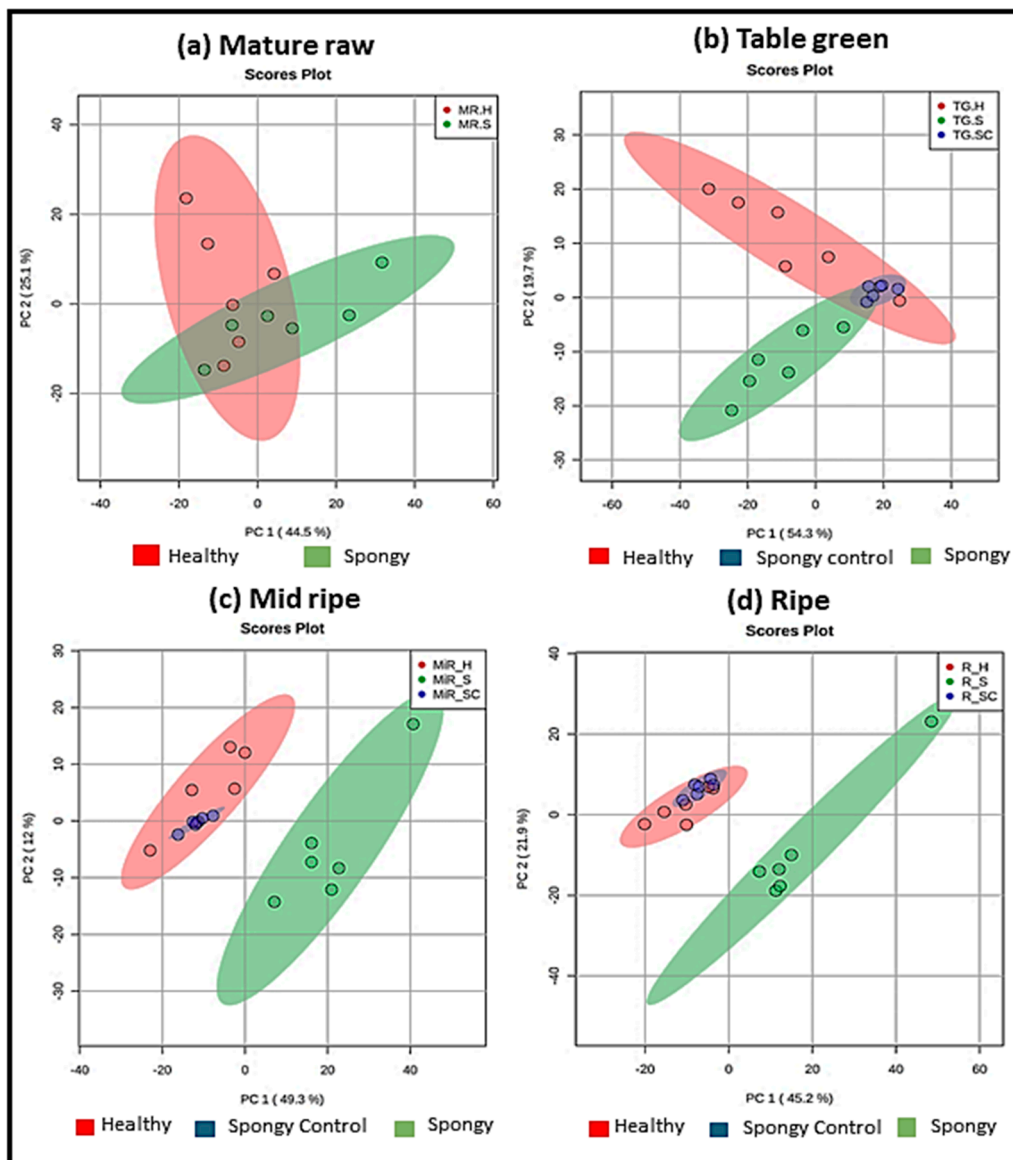 (a) Mature raw
Scores Plot
MR.H
MR.S
40
20
0
-20
PC 2 ( 25.1 %)
-40 -20 0 20 40 60
PC 1 ( 44.5 %)
Healthy Spongy
(b) Table green
Scores Plot
TG.H
TG.S
TG.SC
30
20
10
0
-10
-20
-30
PC 2 ( 19.7 %)
-60 -40 -20 0 20 40 60
PC 1 ( 54.3 %)
Healthy Spongy control Spongy
(c) Mid ripe
Scores Plot
MiR_H
MiR_S
MiR_SC
30
20
10
0
-10
-20
-30
-40
PC 2 ( 12 %)
-40 -20 0 20 40
PC 1 ( 49.3 %)
Healthy Spongy Control Spongy
(d) Ripe
Scores Plot
R_H
R_S
R_SC
40
20
0
-20
-40
PC 2 ( 21.9 %)
-20 0 20 40 60
PC 1 ( 45.2 %)
Healthy Spongy Control Spongy